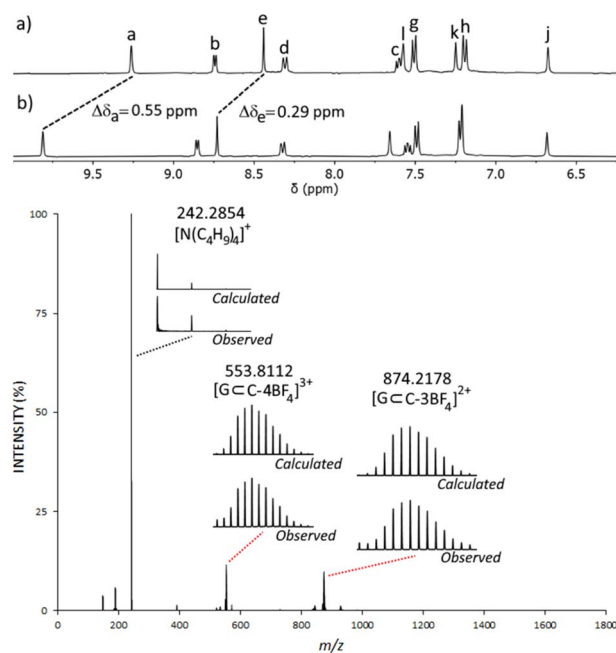 a)
a b e d c l g k h j
b)
Δδa=0.55 ppm Δδe=0.29 ppm
9.5 9.0 8.5 8.0 7.5 7.0 6.5
δ (ppm)
100
242.2854
[N(C4H9)4]+
Calculated
75
Observed
553.8112
[G⊂C-4BF4]3+
874.2178
[G⊂C-3BF4]2+
INTENSITY (%)
50
Calculated
Calculated
Observed
Observed
25
0
0 200 400 600 800 1000 1200 1400 1600 1800
m/z